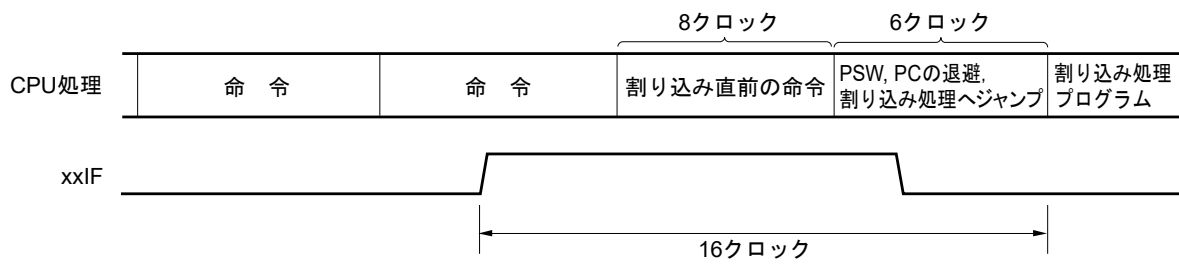 8クロック
6クロック
CPU処理
命 令
命 令
割り込み直前の命令
PSW, PCの退避,
割り込み処理へジャンプ
割り込み処理
プログラム
xxIF
16クロック